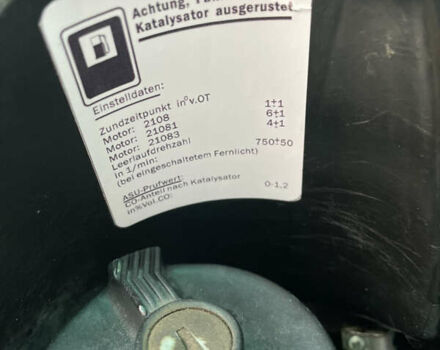 Achtung,
Katalysator ausgerüstet
Einstelldaten:
Zundzeitpunkt in°v.OT
Motor: 2108 1±1
Motor: 21081 6±1
Motor: 21083 4±1
Leerlaufdrehzahl
in 1/min: 750±50
(bei eingeschaltetem Fernlicht)
ASU-Prüfwert:
CO-Anteil nach Katalysator
in%Vol.CO: 0-1,2